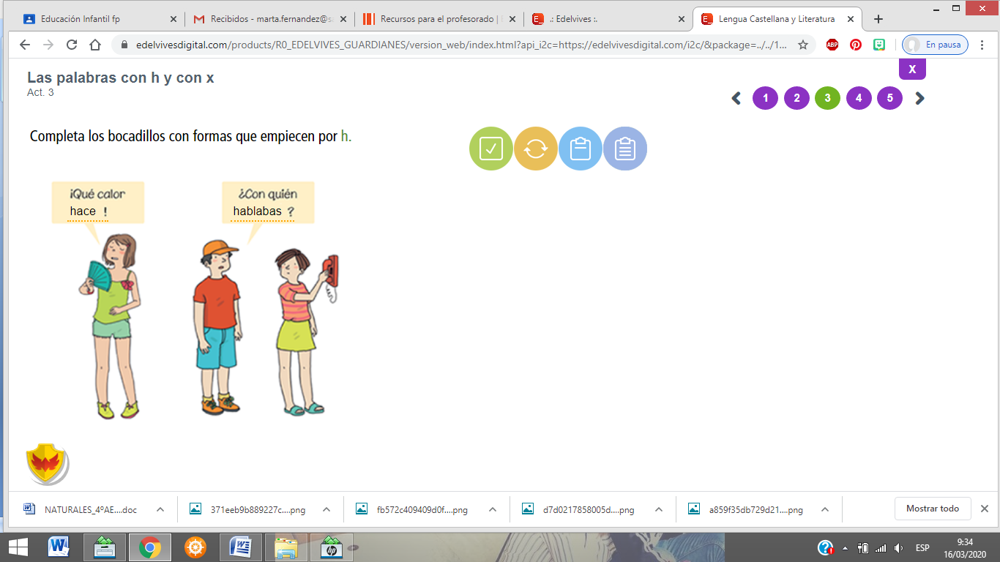 Educación Infantil fp
Recibidos - marta.fernandez@sa
Recursos para el profesorado |
.: Edelvives :.
Lengua Castellana y Literatura
edelvivesdigital.com/products/R0_EDELVIVES_GUARDIANES/version_web/index.html?api_i2c=https://edelvivesdigital.com/i2c/&package=../../1...
ABP
En pausa
Las palabras con h y con x
Act. 3
X
1 2 3 4 5
Completa los bocadillos con formas que empiecen por h.
¡Qué calor
hace !
¿Con quién
hablabas ?
NATURALES_4ºAE....doc
371eeb9b889227c....png
fb572c409409d0f....png
d7d0217858005d....png
a859f35db729d21....png
Mostrar todo
hp
ESP
9:34
16/03/2020